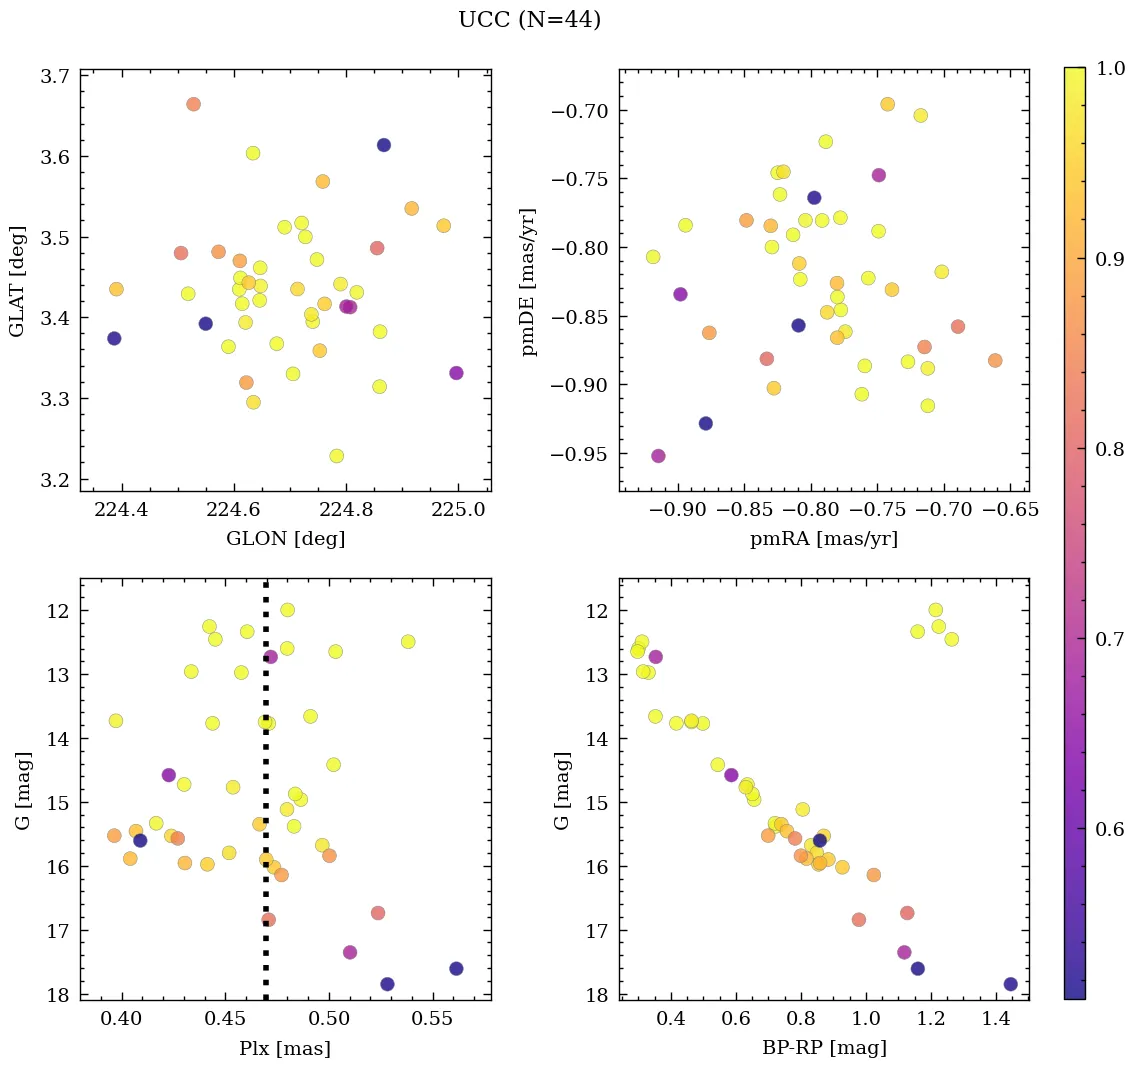 UCC (N=44)
3.7
3.6
3.5
3.4
3.3
3.2
GLAT [deg]
224.4 224.6 224.8 225.0
GLON [deg]
−0.70
−0.75
−0.80
−0.85
−0.90
−0.95
pmDE [mas/yr]
−0.90 −0.85 −0.80 −0.75 −0.70 −0.65
pmRA [mas/yr]
12
13
14
15
16
17
18
G [mag]
0.40 0.45 0.50 0.55
Plx [mas]
12
13
14
15
16
17
18
G [mag]
0.4 0.6 0.8 1.0 1.2 1.4
BP-RP [mag]
1.0
0.9
0.8
0.7
0.6